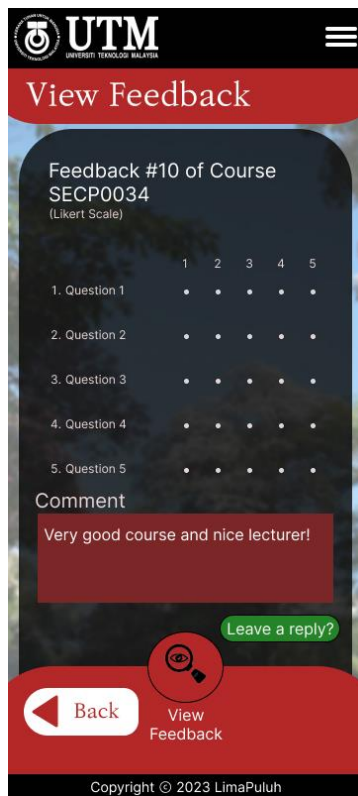 UTM
UNIVERSITI TEKNOLOGI MALAYSIA
View Feedback
Feedback #10 of Course
SECP0034
(Likert Scale)
1 2 3 4 5
1. Question 1
2. Question 2
3. Question 3
4. Question 4
5. Question 5
Comment
Very good course and nice lecturer!
Leave a reply?
Back
View
Feedback
Copyright © 2023 LimaPuluh